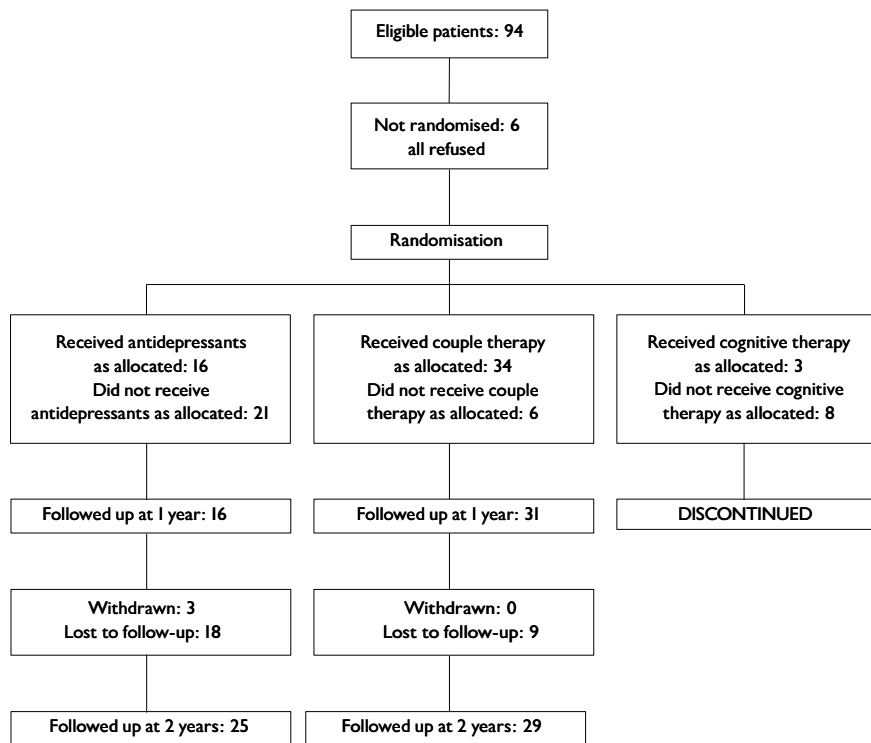 Eligible patients: 94
Not randomised: 6
all refused
Randomisation
Received antidepressants
as allocated: 16
Did not receive
antidepressants as allocated: 21
Received couple therapy
as allocated: 34
Did not receive couple
therapy as allocated: 6
Received cognitive therapy
as allocated: 3
Did not receive cognitive
therapy as allocated: 8
Followed up at 1 year: 16
Followed up at 1 year: 31
DISCONTINUED
Withdrawn: 3
Lost to follow-up: 18
Withdrawn: 0
Lost to follow-up: 9
Followed up at 2 years: 25
Followed up at 2 years: 29